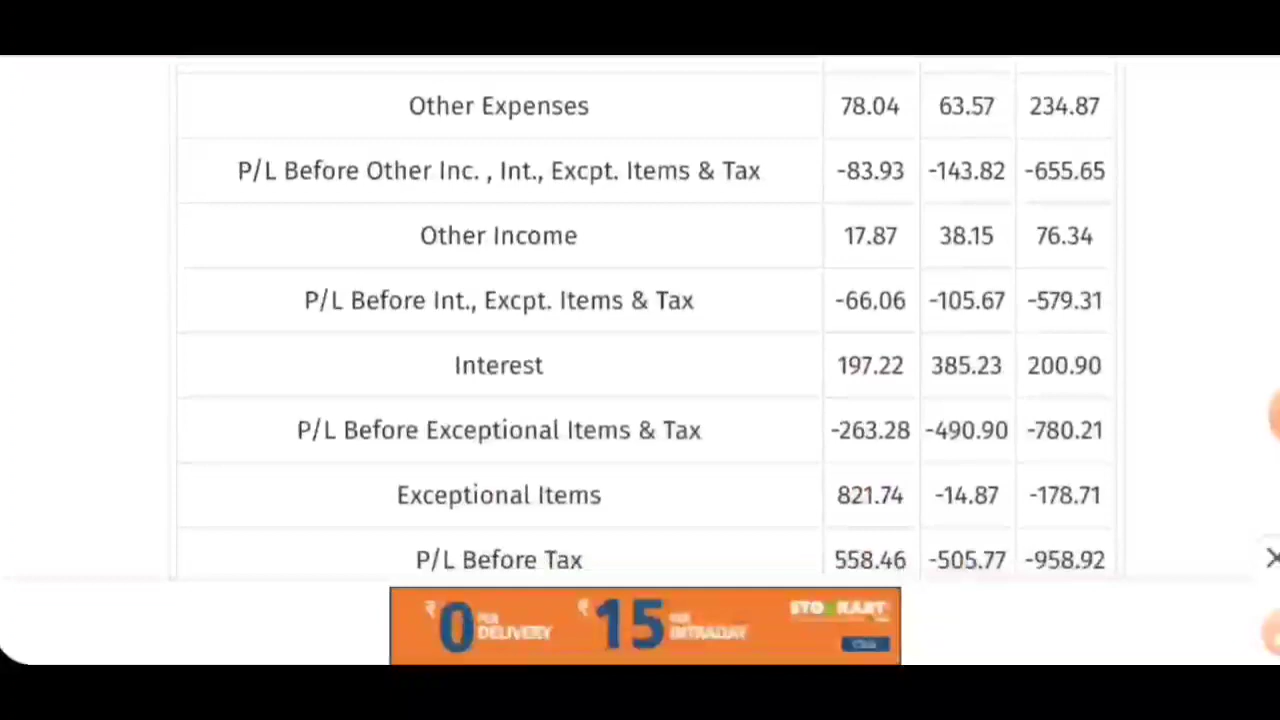 Other Expenses 78.04 63.57 234.87
P/L Before Other Inc. , Int., Excpt. Items & Tax -83.93 -143.82 -655.65
Other Income 17.87 38.15 76.34
P/L Before Int., Excpt. Items & Tax -66.06 -105.67 -579.31
Interest 197.22 385.23 200.90
P/L Before Exceptional Items & Tax -263.28 -490.90 -780.21
Exceptional Items 821.74 -14.87 -178.71
P/L Before Tax 558.46 -505.77 -958.92
₹0 PER DELIVERY ₹15 PER INTRADAY